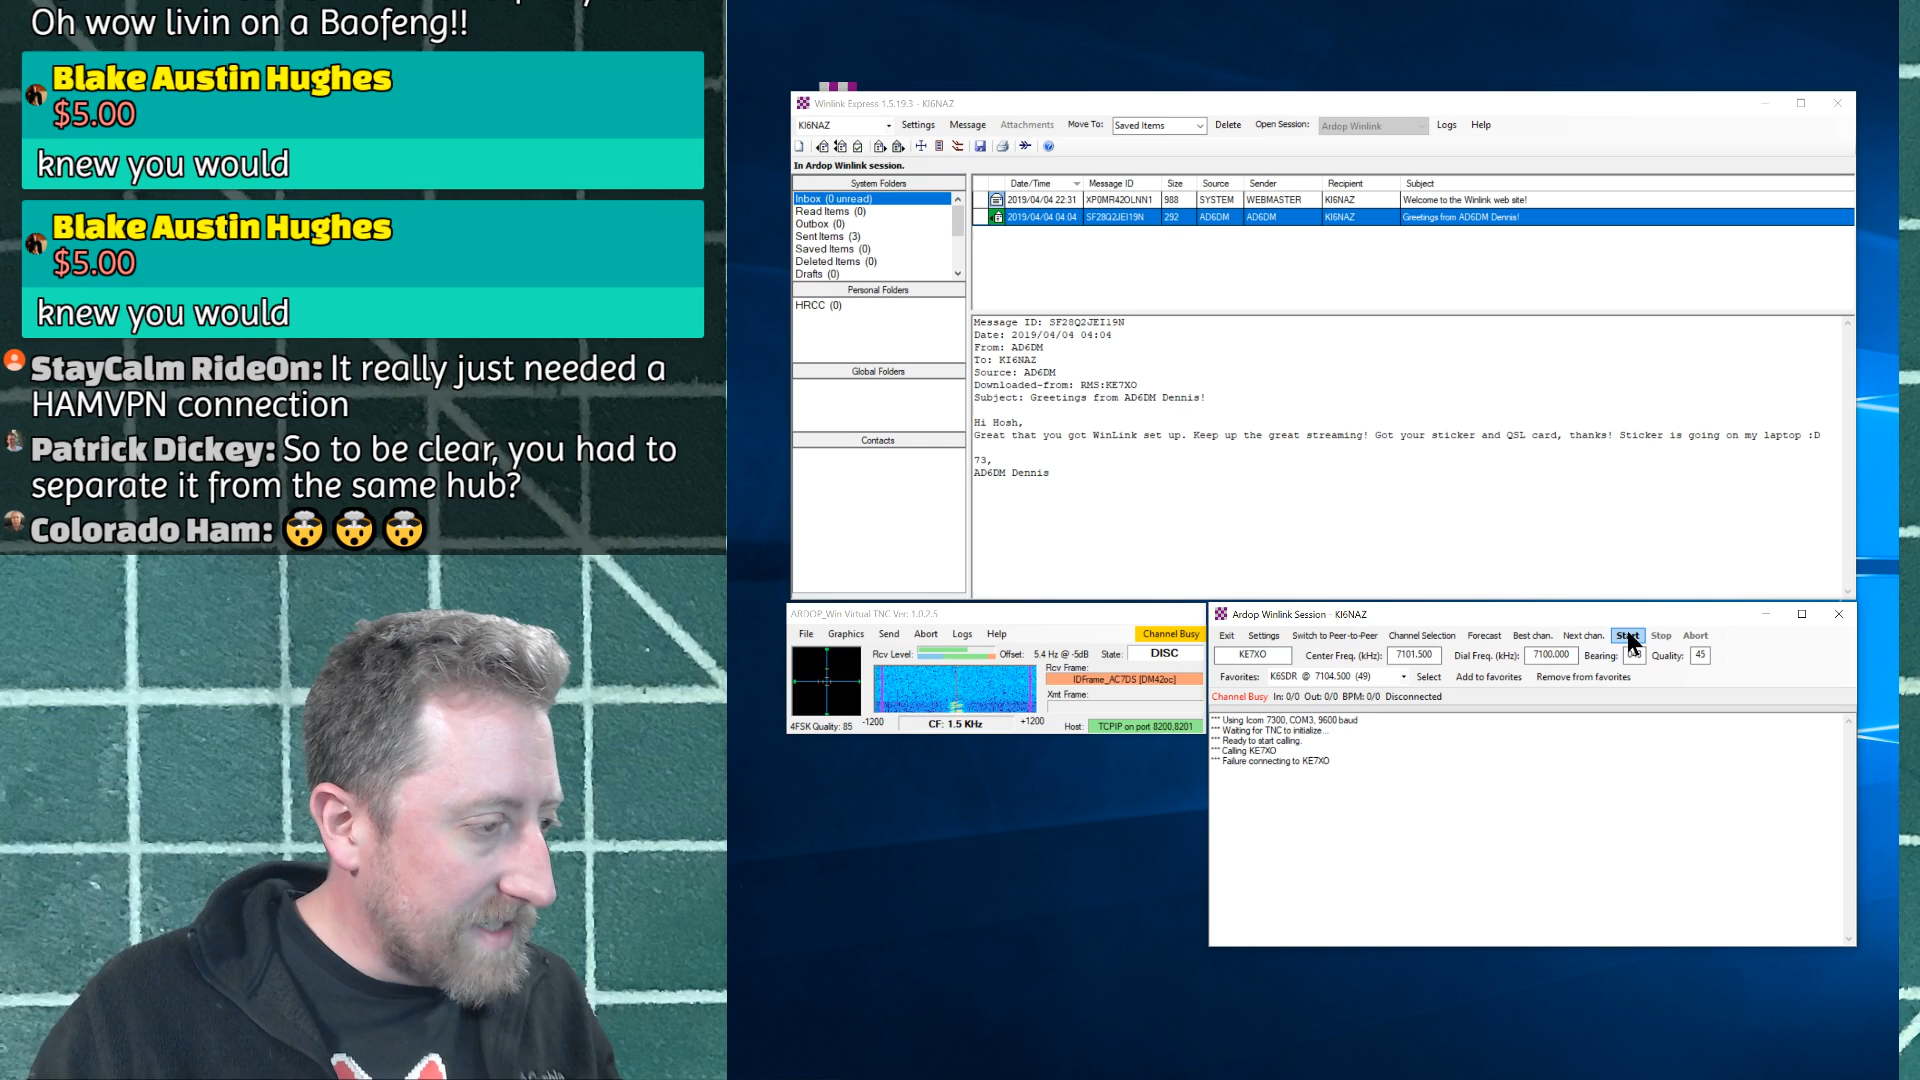 Oh wow livin on a Baofeng!!
Blake Austin Hughes
$5.00
knew you would
Blake Austin Hughes
$5.00
knew you would
StayCalm RideOn: It really just needed a
HAMVPN connection
Patrick Dickey: So to be clear, you had to
separate it from the same hub?
Colorado Ham: 🤯 🤯 🤯
Winlink Express 1.5.19.3 - KI6NAZ
KI6NAZ Settings Message Attachments Move To: Saved Items Delete Open Session: Ardop Winlink Logs Help
In Ardop Winlink session.
System Folders
Inbox (0 unread)
Read Items (0)
Outbox (0)
Sent Items (3)
Saved Items (0)
Deleted Items (0)
Drafts (0)
Personal Folders
HRCC (0)
Global Folders
Contacts
Date/Time Message ID Size Source Sender Recipient Subject
2019/04/04 22:31 XP0MR42OLNN1 988 SYSTEM WEBMASTER KI6NAZ Welcome to the Winlink web site!
2019/04/04 04:04 SF28Q2JEI19N 292 AD6DM AD6DM KI6NAZ Greetings from AD6DM Dennis!
Message ID: SF28Q2JEI19N
Date: 2019/04/04 04:04
From: AD6DM
To: KI6NAZ
Source: AD6DM
Downloaded-from: RMS:KE7XO
Subject: Greetings from AD6DM Dennis!
Hi Hosh,
Great that you got WinLink set up. Keep up the great streaming! Got your sticker and QSL card, thanks! Sticker is going on my laptop :D
73,
AD6DM Dennis
ARDOP_Win Virtual TNC Ver: 1.0.2.5
File Graphics Send Abort Logs Help Channel Busy
Rcv Level: Offset: 5.4 Hz @ -5dB State: DISC
Rcv Frame:
IDFrame_AC7DS [DM42oc]
Xmt Frame:
4FSK Quality: 85 -1200 CF: 1.5 KHz +1200 Host: TCPIP on port 8200,8201
Ardop Winlink Session - KI6NAZ
Exit Settings Switch to Peer-to-Peer Channel Selection Forecast Best chan. Next chan. Start Stop Abort
KE7XO Center Freq. (kHz): 7101.500 Dial Freq. (kHz): 7100.000 Bearing: Quality: 45
Favorites: K6SDR @ 7104.500 (49) Select Add to favorites Remove from favorites
Channel Busy In: 0/0 Out: 0/0 BPM: 0/0 Disconnected
*** Using Icom 7300, COM3, 9600 baud
*** Waiting for TNC to initialize...
*** Ready to start calling.
*** Calling KE7XO
*** Failure connecting to KE7XO